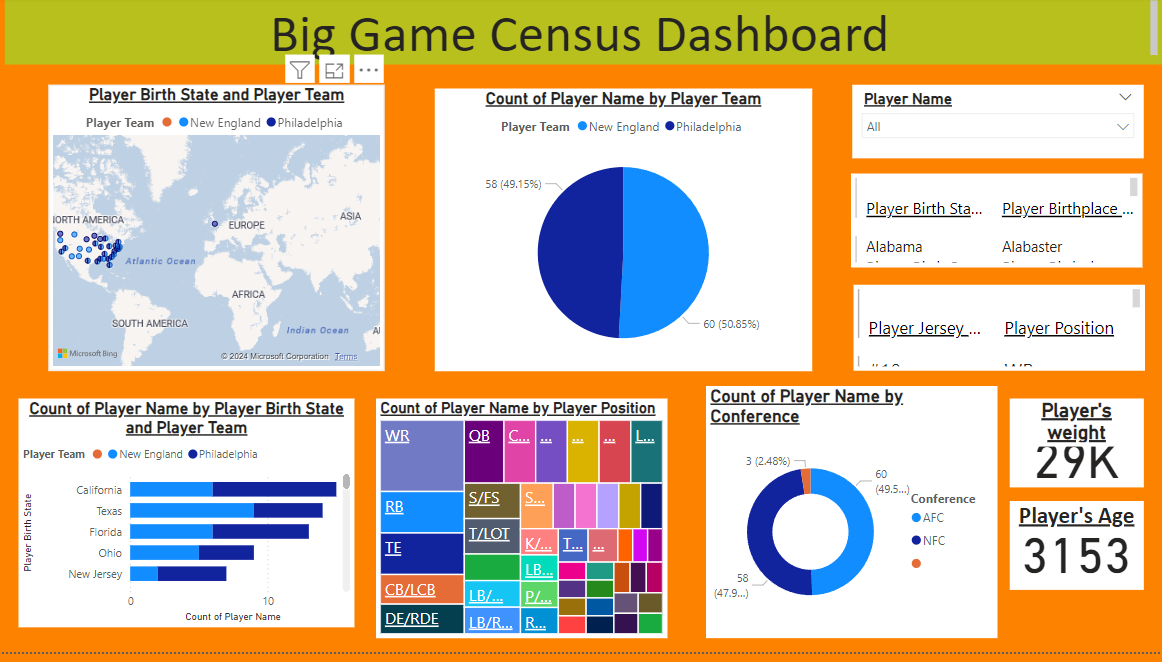 Big Game Census Dashboard
Player Birth State and Player Team
Player Team New England Philadelphia
NORTH AMERICA
EUROPE
ASIA
Atlantic Ocean
AFRICA
SOUTH AMERICA
Indian Ocean
Microsoft Bing
© 2024 Microsoft Corporation Terms
Count of Player Name by Player Team
Player Team New England Philadelphia
58 (49.15%)
60 (50.85%)
Player Name
All
Player Birth Sta... Player Birthplace ...
Alabama Alabaster
Player Jersey_... Player Position
Count of Player Name by Player Birth State
and Player Team
Player Team New England Philadelphia
Player Birth State
California
Texas
Florida
Ohio
New Jersey
0 10
Count of Player Name
Count of Player Name by Player Position
WR
RB
TE
CB/LCB
DE/RDE
QB
C...
...
...
...
L...
S/FS
S...
T/LOT
K/...
T...
...
LB...
LB/...
P/...
LB/R...
R...
Count of Player Name by
Conference
3 (2.48%)
60
(49.5...)
58
(47.9...)
Conference
AFC
NFC
Player's
weight
29K
Player's Age
3153